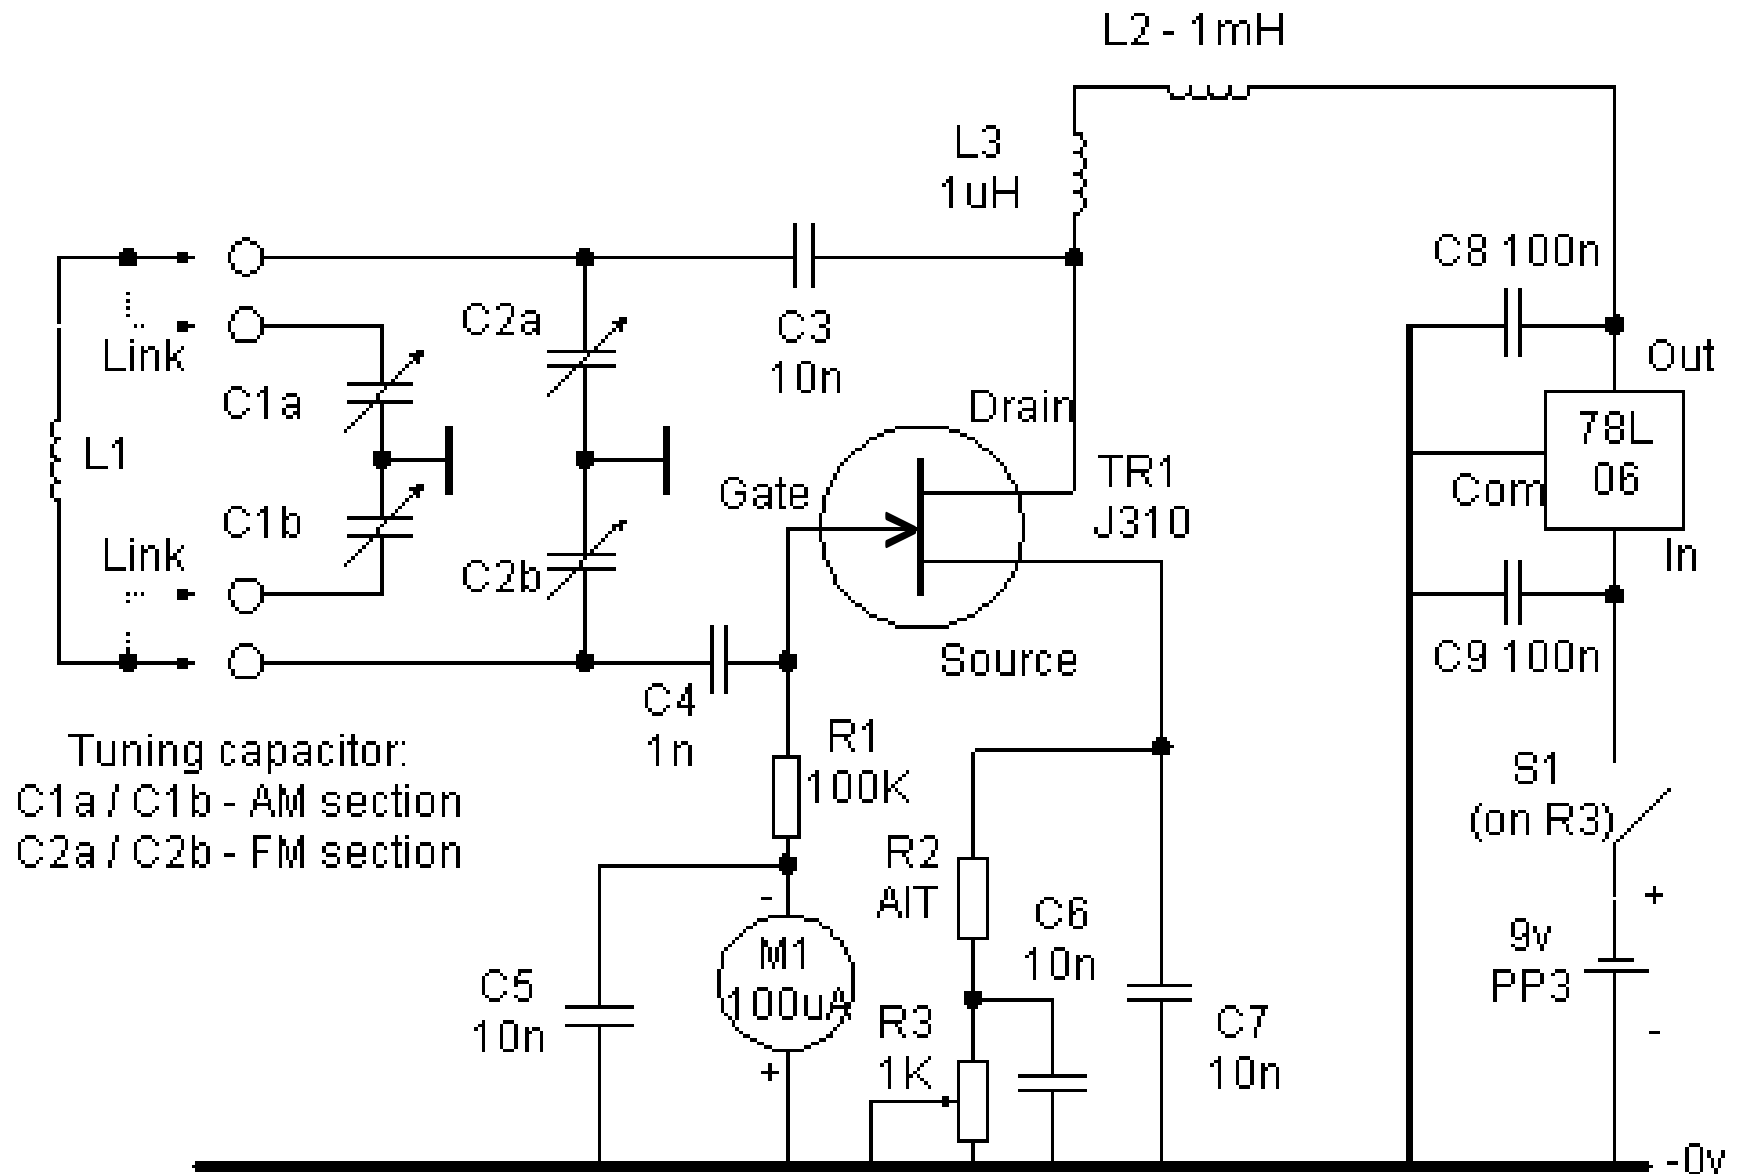 L2 - 1mH
L3
1uH
C8 100n
C2a
C3
10n
Link
Out
C1a
Drain
78L
06
L1
TR1
J310
Gate
Com
C1b
Link
C2b
In
Source
C9 100n
C4
1n
R1
100K
Tuning capacitor:
C1a / C1b - AM section
C2a / C2b - FM section
S1
(on R3)
R2
AIT
-
+
C6
10n
M1
100uA
9v
PP3
C5
10n
R3
1K
C7
10n
-
+
-0v